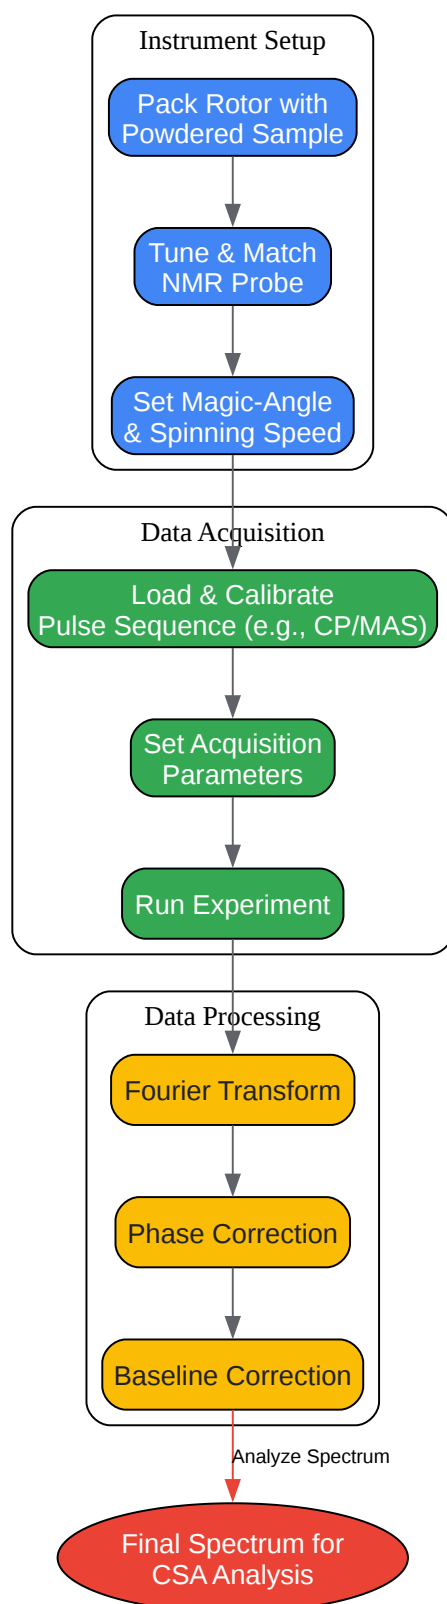 Instrument Setup
Pack Rotor with
Powdered Sample
Tune & Match
NMR Probe
Set Magic-Angle
& Spinning Speed
Data Acquisition
Load & Calibrate
Pulse Sequence (e.g., CP/MAS)
Set Acquisition
Parameters
Run Experiment
Data Processing
Fourier Transform
Phase Correction
Baseline Correction
Analyze Spectrum
Final Spectrum for
CSA Analysis